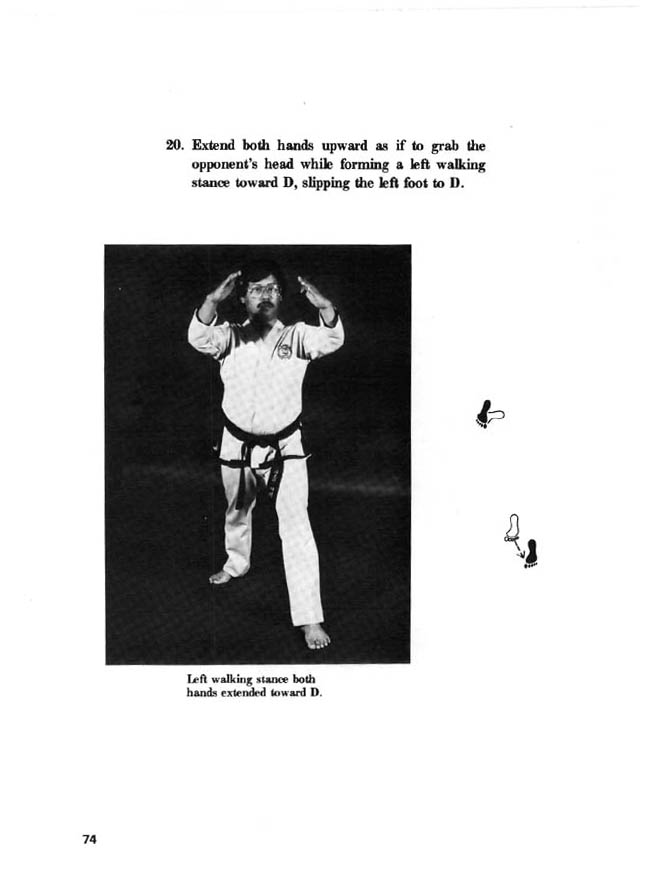 20. Extend both hands upward as if to grab the
opponent's head while forming a left walking
stance toward D, slipping the left foot to D.
Left walking stance both
hands extended toward D.
74